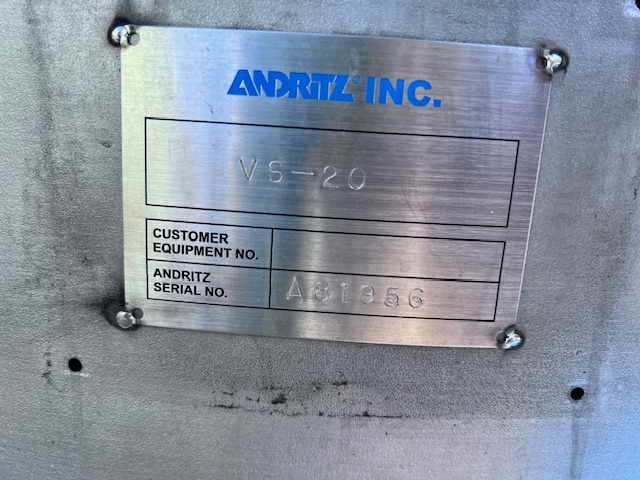 ANDRITZ® INC.
VS-20
CUSTOMER
EQUIPMENT NO.
ANDRITZ
SERIAL NO.
A81956